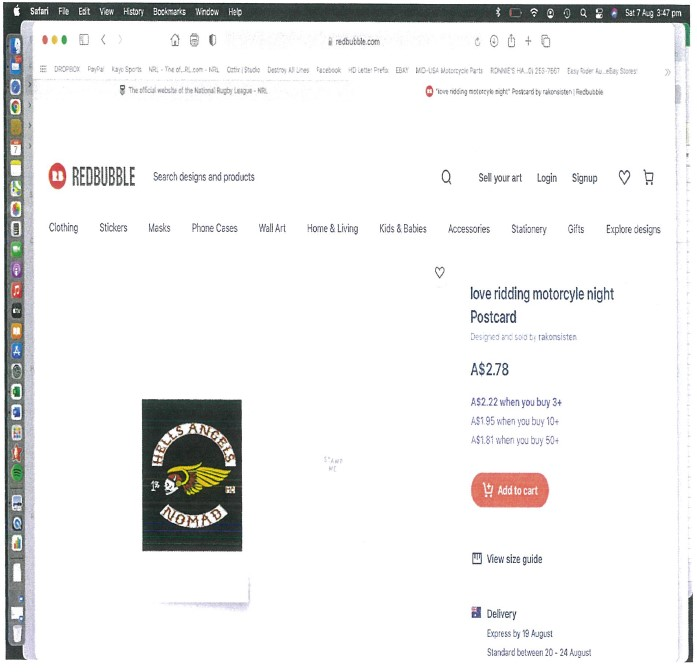 Safari File Edit View History Bookmarks Window Help
Sat 7 Aug 3:47 pm
redbubble.com
DROPBOX PayPal Kayo Sports NRL - The of...RL.com - NRL Destroy All Lines Facebook HD Letter Prefix EBAY MID-USA Motorcycle Parts RONNIE'S HA...0) 253-7667 Easy Rider Au...eBay Stores
The official website of the National Rugby League - NRL
"love ridding motorcyle night" Postcard by rakomsisten | Redbubble
RB REDBUBBLE
Search designs and products
Sell your art Login Signup
Clothing Stickers Masks Phone Cases Wall Art Home & Living Kids & Babies Accessories Stationery Gifts Explore designs
love ridding motorcyle night
Postcard
Designed and sold by rakomsisten
A$2.78
A$2.22 when you buy 3+
A$1.95 when you buy 10+
A$1.81 when you buy 50+
HELLS ANGELS
13
MC
NOMAD
STAMP
ME
Add to cart
View size guide
Delivery
Express by 19 August
Standard between 20 - 24 August